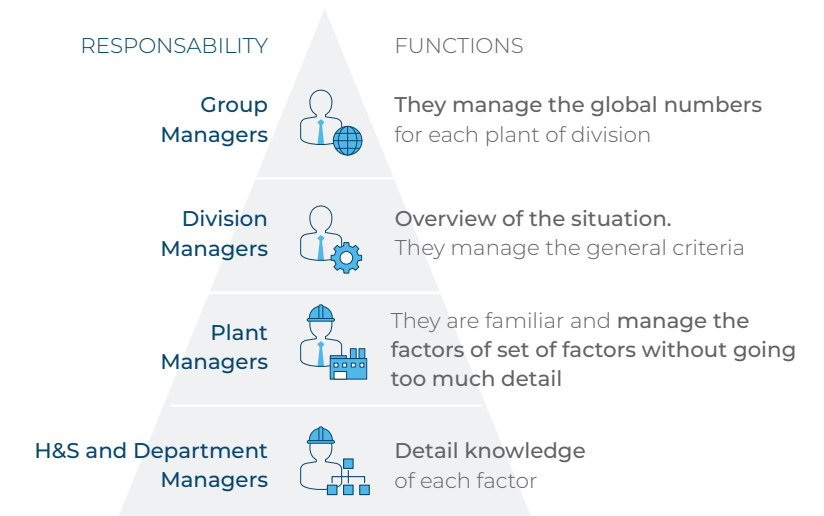 RESPONSABILITY
FUNCTIONS
Group
Managers
They manage the global numbers
for each plant of division
Division
Managers
Overview of the situation.
They manage the general criteria
Plant
Managers
They are familiar and manage the
factors of set of factors without going
too much detail
H&S and Department
Managers
Detail knowledge
of each factor